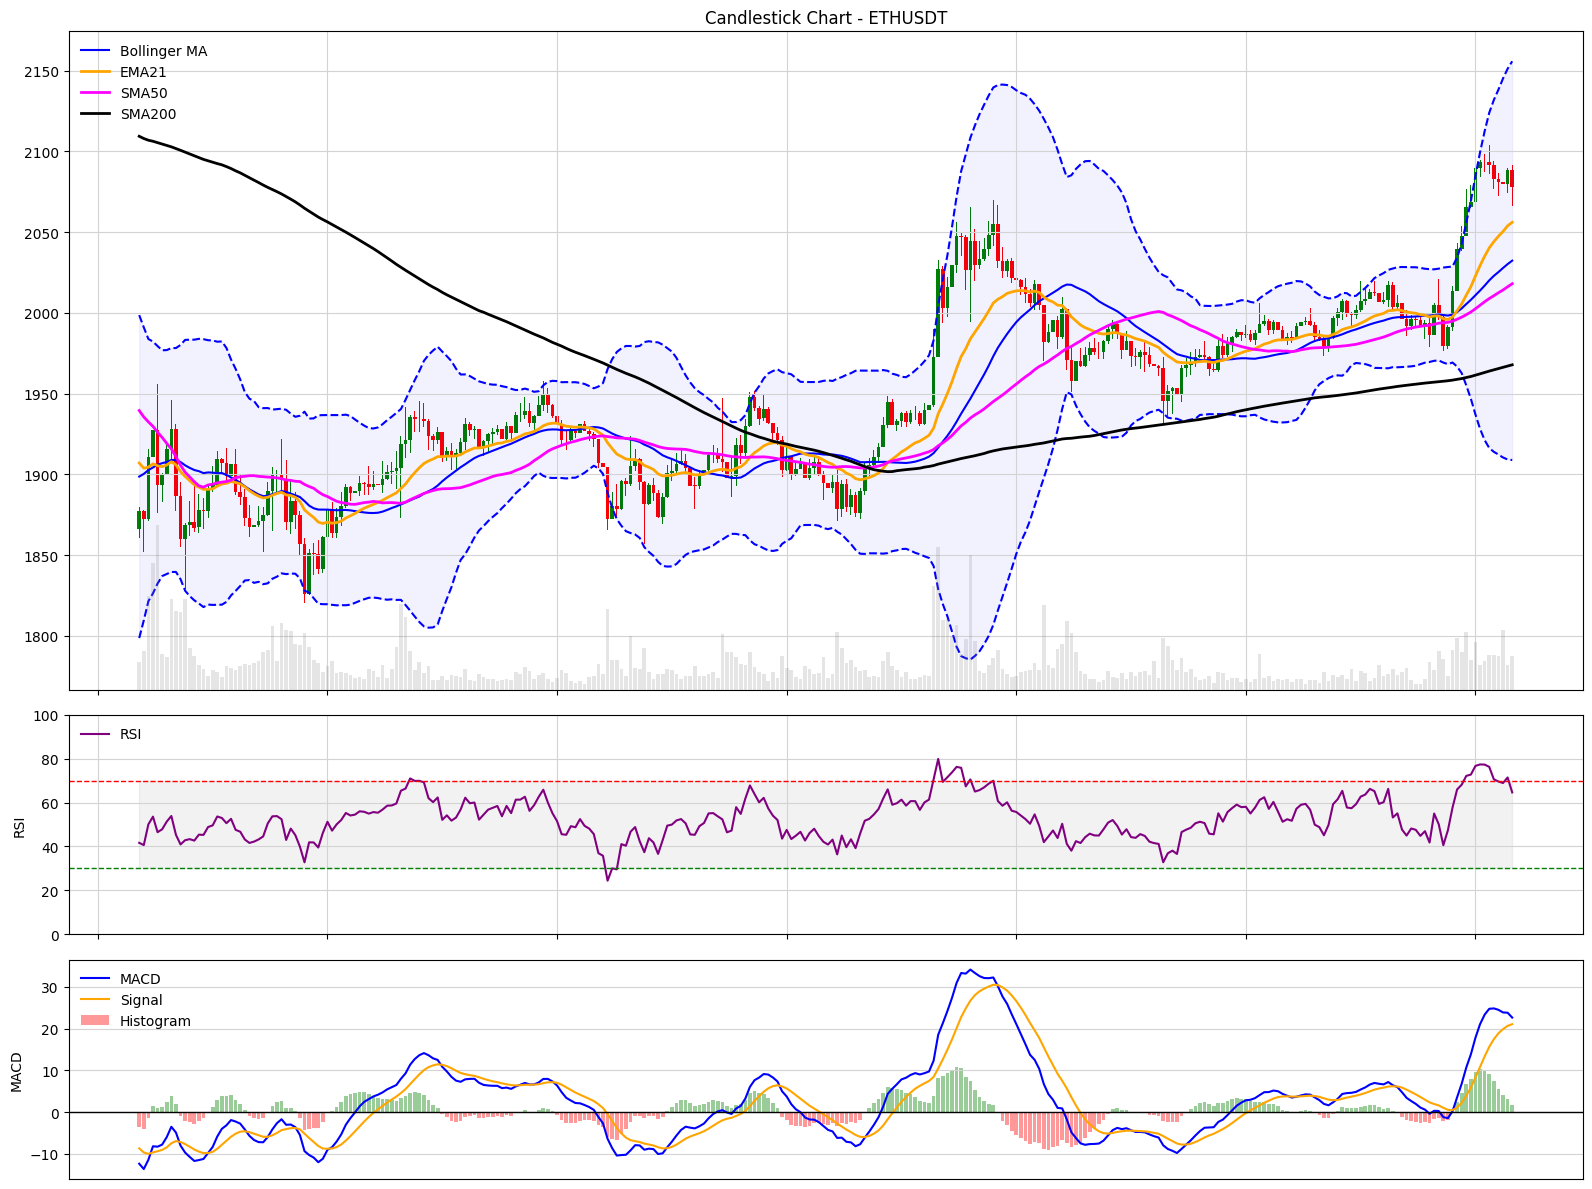 Candlestick Chart - ETHUSDT
Bollinger MA
EMA21
SMA50
SMA200
2150
2100
2050
2000
1950
1900
1850
1800
RSI
100
80
60
40
20
0
RSI
MACD
Signal
Histogram
30
20
10
0
−10
MACD